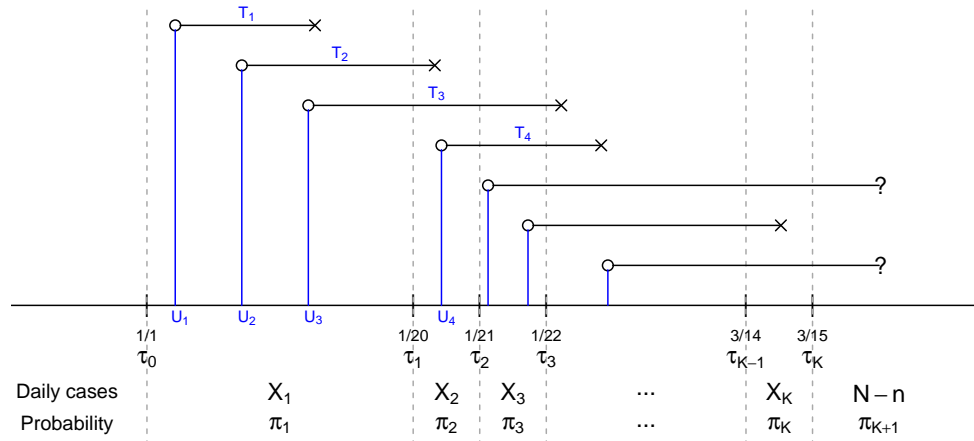 T₁
T₂
T₃
T₄
?
?
U₁ U₂ U₃ U₄
1/1 1/20 1/21 1/22 3/14 3/15
τ₀ τ₁ τ₂ τ₃ τK−1 τK
Daily cases X₁ X₂ X₃ ... XK N − n
Probability π₁ π₂ π₃ ... πK πK+1